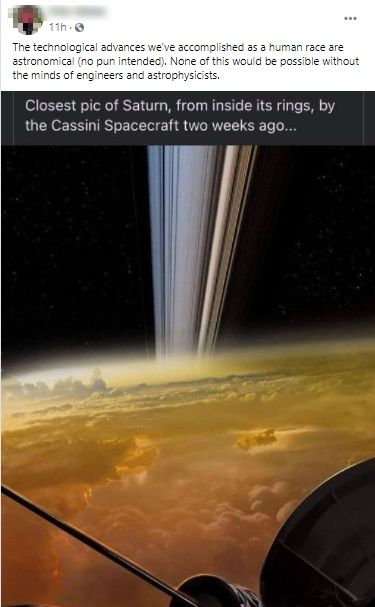 11h ·
The technological advances we've accomplished as a human race are
astronomical (no pun intended). None of this would be possible without
the minds of engineers and astrophysicists.
Closest pic of Saturn, from inside its rings, by
the Cassini Spacecraft two weeks ago...